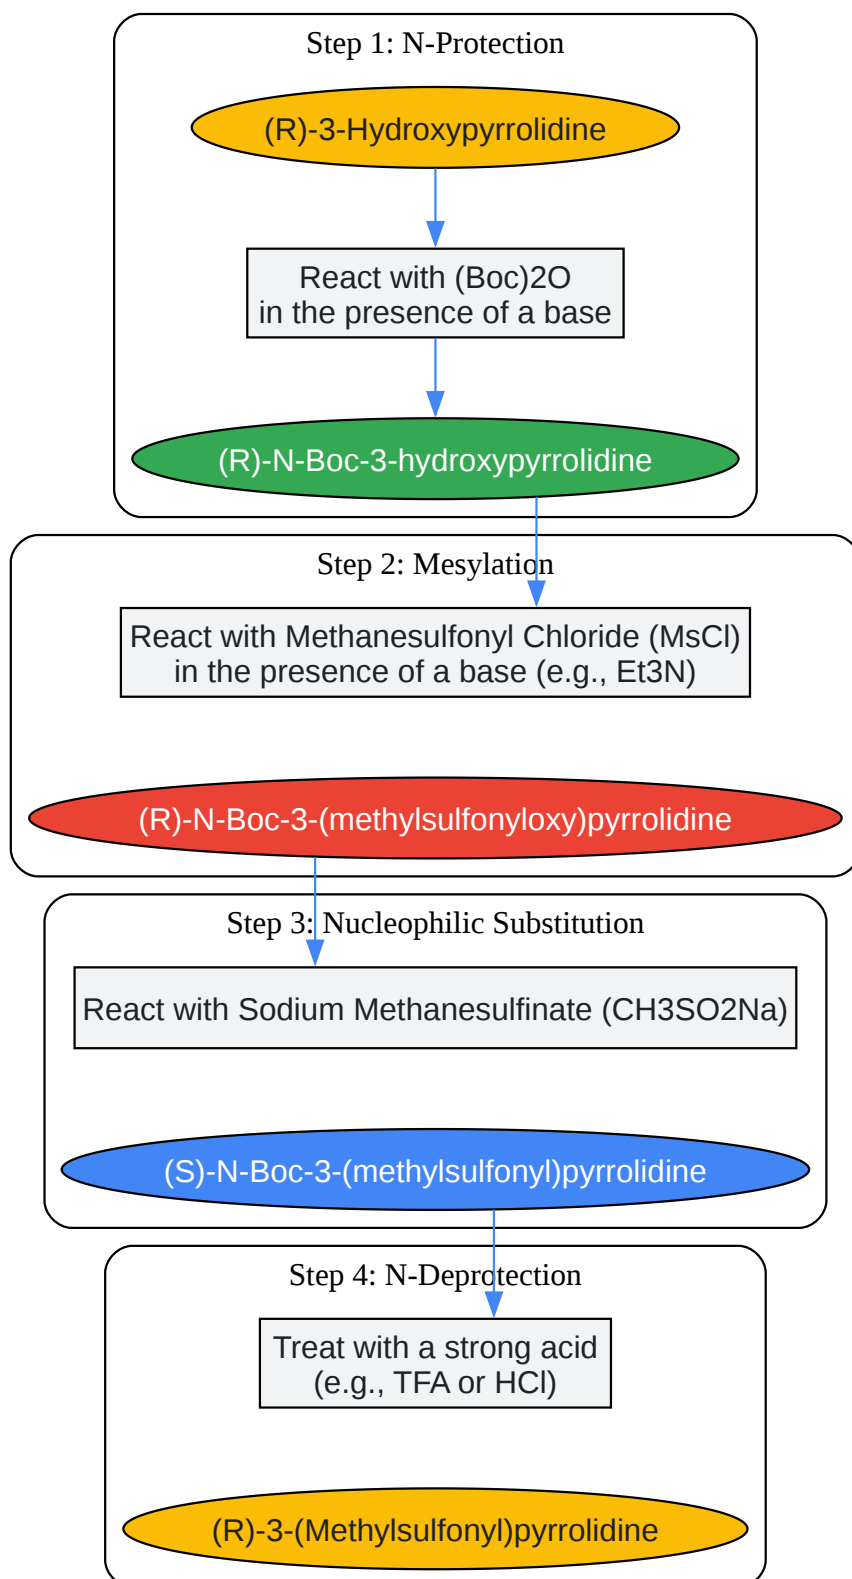 Step 1: N-Protection
(R)-3-Hydroxypyrrolidine
React with (Boc)2O
in the presence of a base
(R)-N-Boc-3-hydroxypyrrolidine
Step 2: Mesylation
React with Methanesulfonyl Chloride (MsCl)
in the presence of a base (e.g., Et3N)
(R)-N-Boc-3-(methylsulfonyloxy)pyrrolidine
Step 3: Nucleophilic Substitution
React with Sodium Methanesulfinate (CH3SO2Na)
(S)-N-Boc-3-(methylsulfonyl)pyrrolidine
Step 4: N-Deprotection
Treat with a strong acid
(e.g., TFA or HCl)
(R)-3-(Methylsulfonyl)pyrrolidine